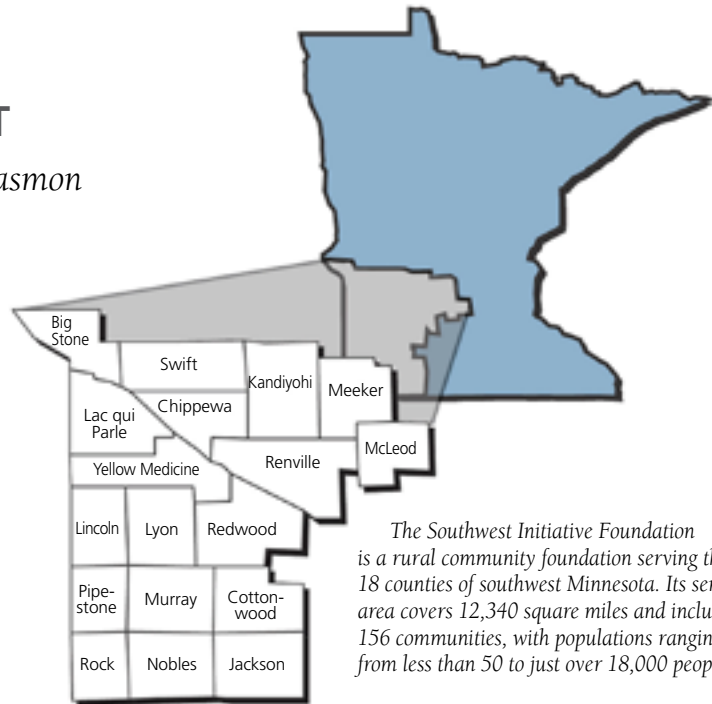 T
asmon
Big
Stone
Swift
Kandiyohi
Meeker
Chippewa
Lac qui
Parle
McLeod
Renville
Yellow Medicine
Lincoln
Lyon
Redwood
Pipe-
stone
Murray
Cotton-
wood
Rock
Nobles
Jackson
The Southwest Initiative Foundation
is a rural community foundation serving th
18 counties of southwest Minnesota. Its ser
area covers 12,340 square miles and inclu
156 communities, with populations ranging
from less than 50 to just over 18,000 peop